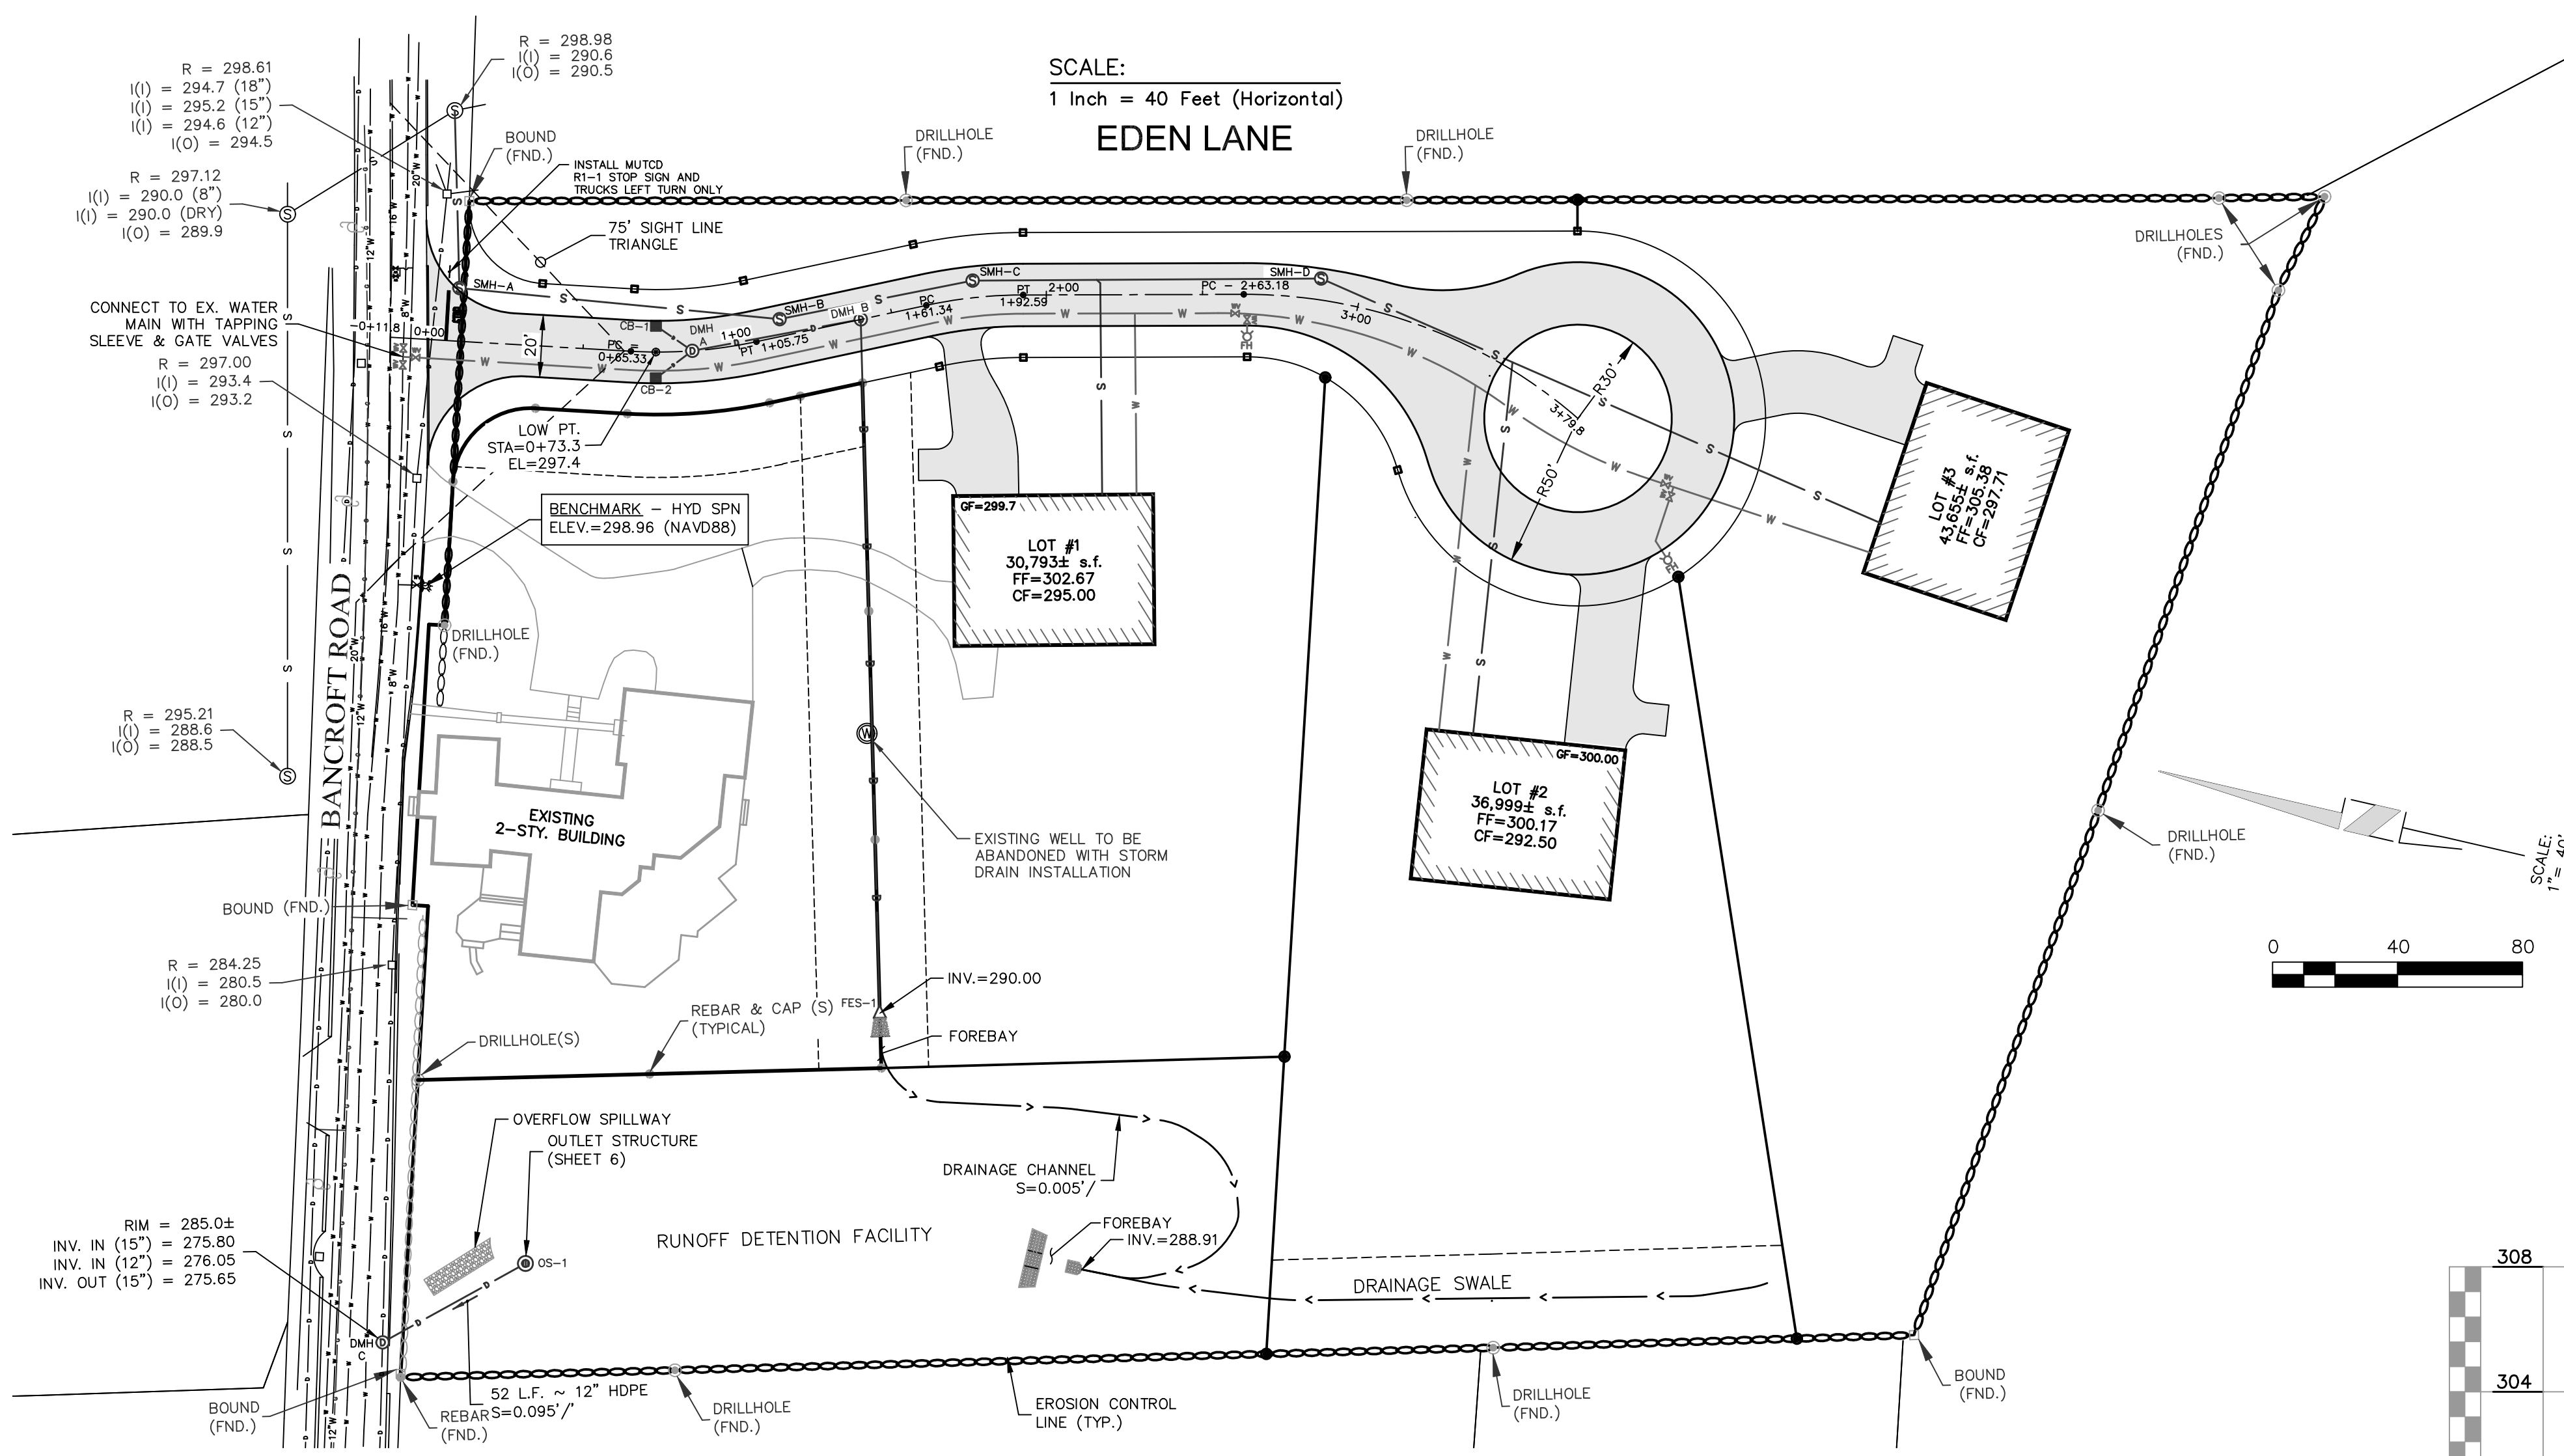 SCALE:
1 Inch = 40 Feet (Horizontal)
EDEN LANE
R = 298.98
I(I) = 290.6
I(O) = 290.5
R = 298.61
I(I) = 294.7 (18")
I(I) = 295.2 (15")
I(I) = 294.6 (12")
I(O) = 294.5
R = 297.12
I(I) = 290.0 (8")
I(I) = 290.0 (DRY)
I(O) = 289.9
BOUND
(FND.)
INSTALL MUTCD
R1-1 STOP SIGN AND
TRUCKS LEFT TURN ONLY
75' SIGHT LINE
TRIANGLE
DRILLHOLE
(FND.)
DRILLHOLE
(FND.)
DRILLHOLES
(FND.)
CONNECT TO EX. WATER
MAIN WITH TAPPING
SLEEVE & GATE VALVES
R = 297.00
I(I) = 293.4
I(O) = 293.2
-0+11.8
0+00
20'
SMH-A
SMH-B
SMH-C
SMH-D
CB-1
CB-2
DMH
A
DMH B
PC =
0+65.33
1+00
PT 1+05.75
PC
1+61.34
PT
1+92.59
2+00
PC - 2+63.18
3+00
3+79.8
FH
R30'
R50'
LOW PT.
STA=0+73.3
EL=297.4
BENCHMARK - HYD SPN
ELEV.=298.96 (NAVD88)
GF=299.7
LOT #1
30,793± s.f.
FF=302.67
CF=295.00
LOT #3
43,655± s.f.
FF=305.38
CF=297.71
GF=300.00
LOT #2
36,999± s.f.
FF=300.17
CF=292.50
DRILLHOLE
(FND.)
BANCROFT ROAD
20"W
16"W
12"W
8"W
R = 295.21
I(I) = 288.6
I(O) = 288.5
EXISTING
2-STY. BUILDING
EXISTING WELL TO BE
ABANDONED WITH STORM
DRAIN INSTALLATION
DRILLHOLE
(FND.)
SCALE:
1"= 40'
0 40 80
BOUND (FND.)
R = 284.25
I(I) = 280.5
I(O) = 280.0
INV.=290.00
REBAR & CAP (S)
(TYPICAL)
FES-1
FOREBAY
DRILLHOLE(S)
OVERFLOW SPILLWAY
OUTLET STRUCTURE
(SHEET 6)
DRAINAGE CHANNEL
S=0.005'/
FOREBAY
INV.=288.91
RUNOFF DETENTION FACILITY
DRAINAGE SWALE
RIM = 285.0±
INV. IN (15") = 275.80
INV. IN (12") = 276.05
INV. OUT (15") = 275.65
OS-1
DMH
C
52 L.F. ~ 12" HDPE
S=0.095'/'
BOUND
(FND.)
REBAR
(FND.)
DRILLHOLE
(FND.)
EROSION CONTROL
LINE (TYP.)
DRILLHOLE
(FND.)
BOUND
(FND.)
308
304